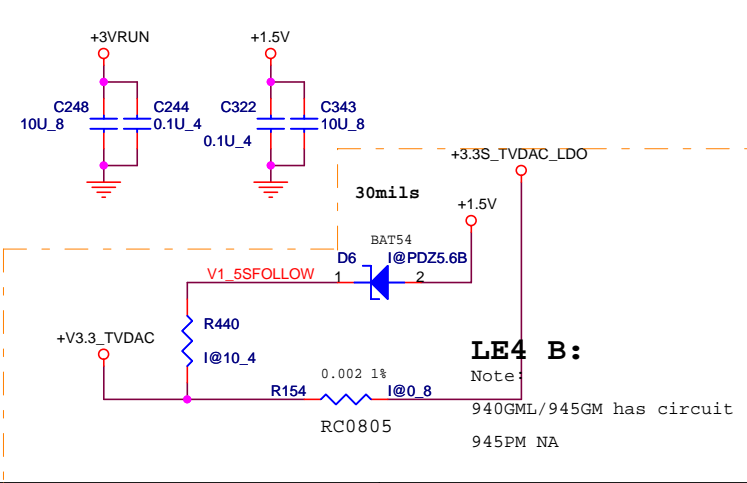 +3VRUN
+1.5V
C248
C244
10U_8
0.1U_4
C322
C343
0.1U_4
10U_8
+3.3S_TVDAC_LDO
30mils
+1.5V
BAT54
D6
I@PDZ5.6B
V1_5SFOLLOW
1
2
R440
I@10_4
+V3.3_TVDAC
0.002 1%
R154
I@0_8
RC0805
LE4 B:
Note:
940GML/945GM has circuit
945PM NA